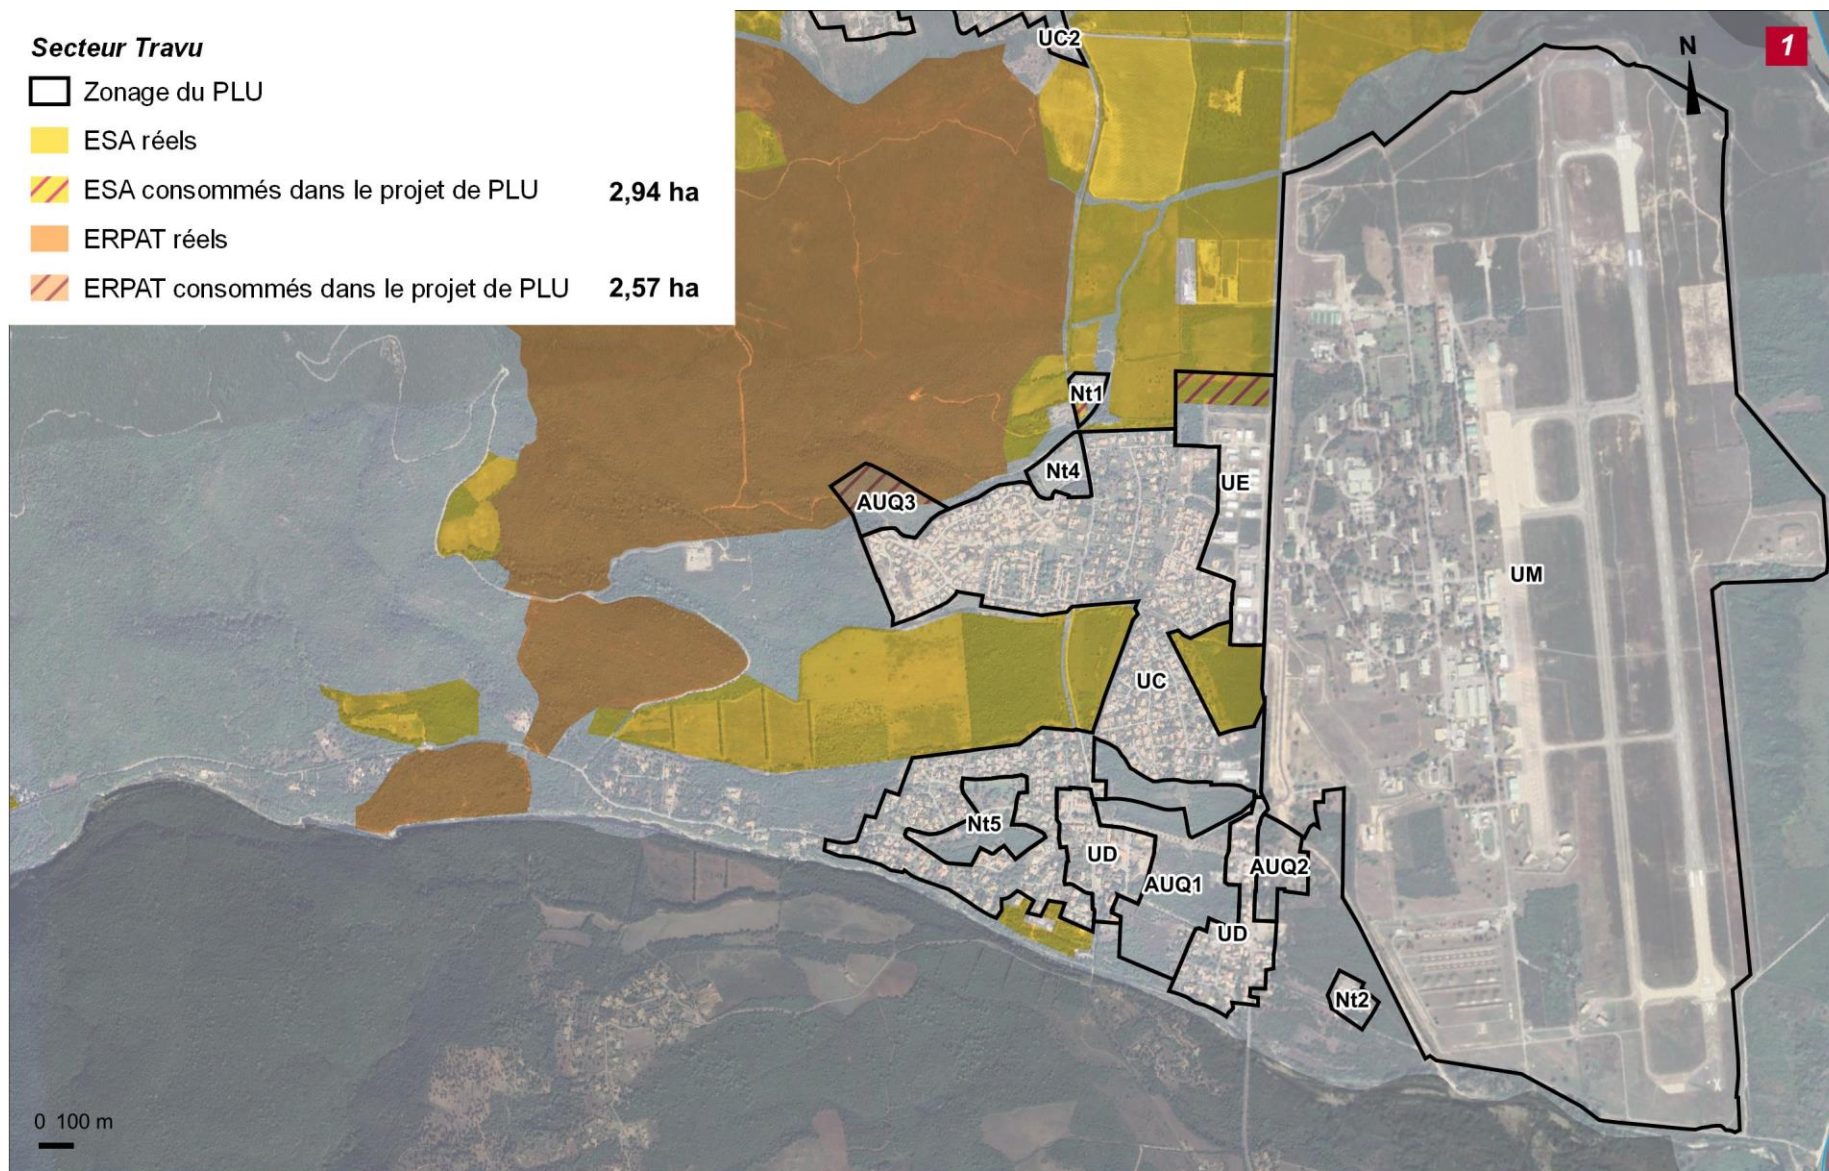 Secteur Travu
Zonage du PLU
ESA réels
ESA consommés dans le projet de PLU 2,94 ha
ERPAT réels
ERPAT consommés dans le projet de PLU 2,57 ha
1
N
UC2
Nt1
Nt4
UE
AUQ3
UM
UC
Nt5
UD
AUQ1
AUQ2
UD
Nt2
0 100 m